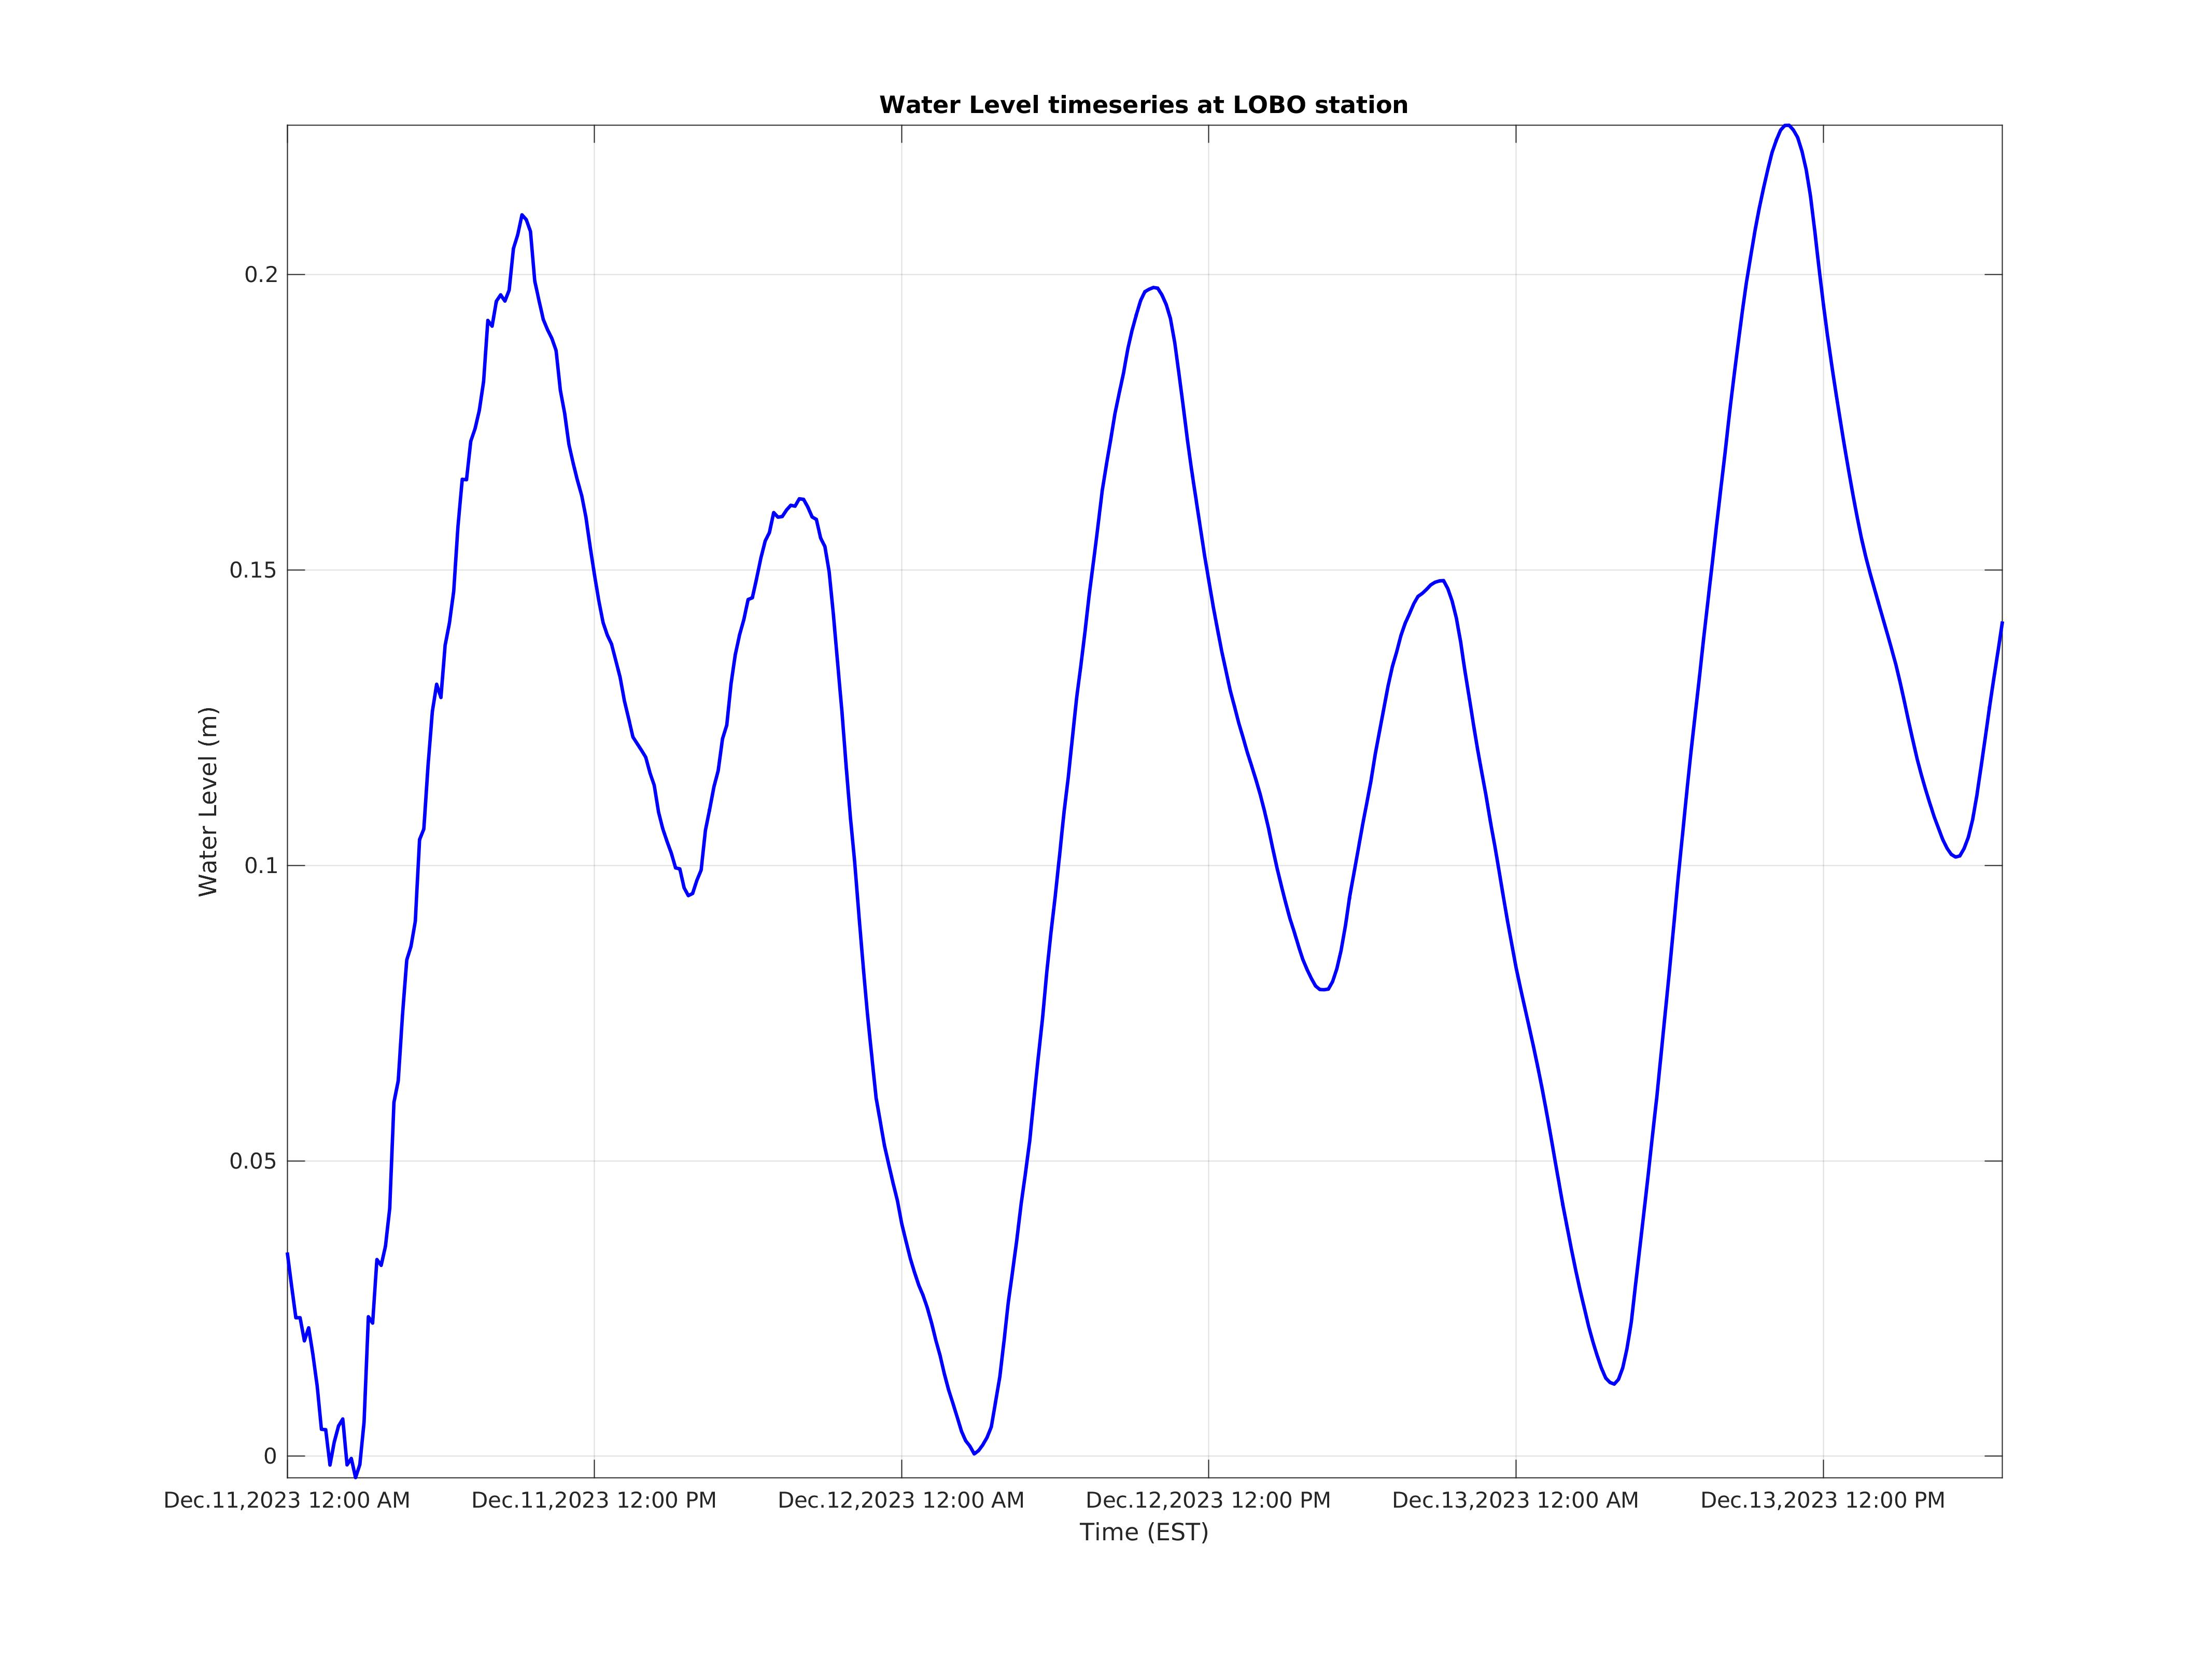 Water Level timeseries at LOBO station
0.2
0.15
0.1
0.05
0
Water Level (m)
Dec.11,2023 12:00 AM Dec.11,2023 12:00 PM Dec.12,2023 12:00 AM Dec.12,2023 12:00 PM Dec.13,2023 12:00 AM Dec.13,2023 12:00 PM
Time (EST)